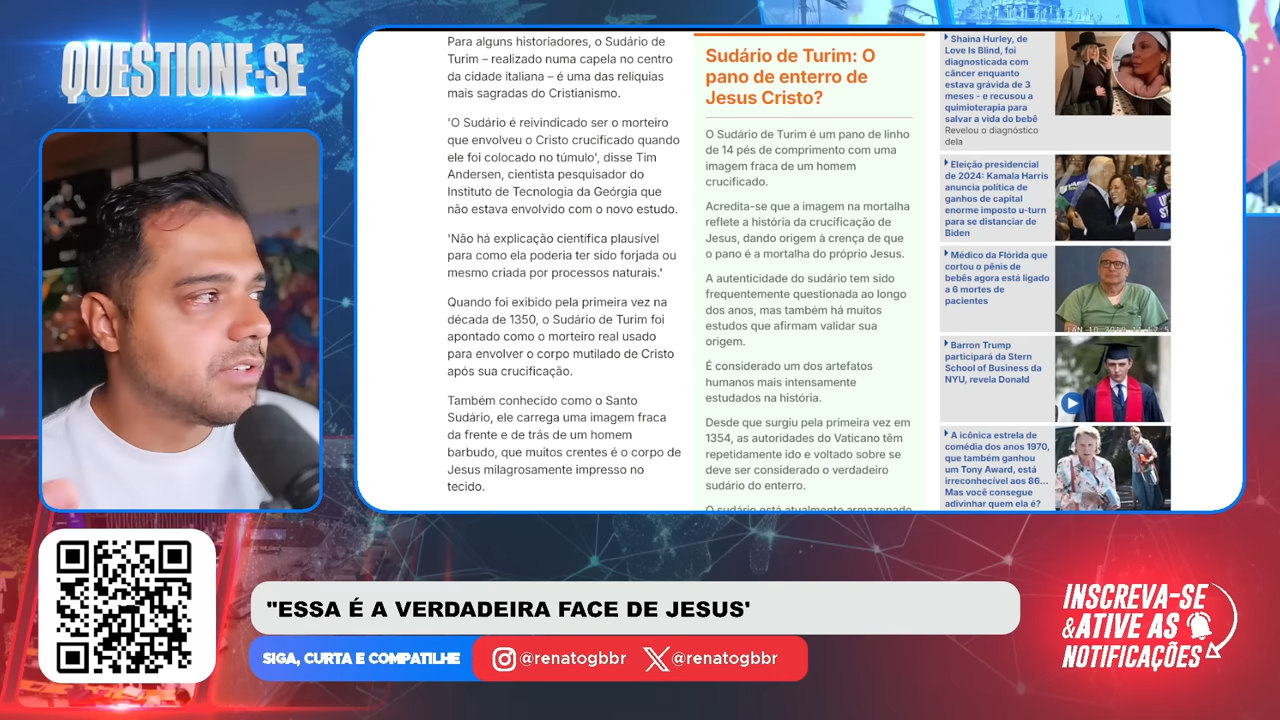 QUESTIONE-SE
Para alguns historiadores, o Sudário de
Turim – realizado numa capela no centro
da cidade italiana – é uma das relíquias
mais sagradas do Cristianismo.
'O Sudário é reivindicado ser o morteiro
que envolveu o Cristo crucificado quando
ele foi colocado no túmulo', disse Tim
Andersen, cientista pesquisador do
Instituto de Tecnologia da Geórgia que
não estava envolvido com o novo estudo.
'Não há explicação científica plausível
para como ela poderia ter sido forjada ou
mesmo criada por processos naturais.'
Quando foi exibido pela primeira vez na
década de 1350, o Sudário de Turim foi
apontado como o morteiro real usado
para envolver o corpo mutilado de Cristo
após sua crucificação.
Também conhecido como o Santo
Sudário, ele carrega uma imagem fraca
da frente e de trás de um homem
barbudo, que muitos crentes é o corpo de
Jesus milagrosamente impresso no
tecido.
Sudário de Turim: O
pano de enterro de
Jesus Cristo?
O Sudário de Turim é um pano de linho
de 14 pés de comprimento com uma
imagem fraca de um homem
crucificado.
Acredita-se que a imagem na mortalha
reflete a história da crucificação de
Jesus, dando origem à crença de que
o pano é a mortalha do próprio Jesus.
A autenticidade do sudário tem sido
frequentemente questionada ao longo
dos anos, mas também há muitos
estudos que afirmam validar sua
origem.
É considerado um dos artefatos
humanos mais intensamente
estudados na história.
Desde que surgiu pela primeira vez em
1354, as autoridades do Vaticano têm
repetidamente ido e voltado sobre se
deve ser considerado o verdadeiro
sudário do enterro.
O sudário está atualmente armazenado
Shaina Hurley, de
Love Is Blind, foi
diagnosticada com
câncer enquanto
estava grávida de 3
meses - e recusou a
quimioterapia para
salvar a vida do bebê
Revelou o diagnóstico
dela
Eleição presidencial
de 2024: Kamala Harris
anuncia política de
ganhos de capital
enorme imposto u-turn
para se distanciar de
Biden
Médico da Flórida que
cortou o pênis de
bebês agora está ligado
a 6 mortes de
pacientes
Barron Trump
participará da Stern
School of Business da
NYU, revela Donald
A icônica estrela de
comédia dos anos 1970,
que também ganhou
um Tony Award, está
irreconhecível aos 86...
Mas você consegue
adivinhar quem ela é?
"ESSA É A VERDADEIRA FACE DE JESUS'
SIGA, CURTA E COMPATILHE
@renatogbbr
@renatogbbr
INSCREVA-SE
&ATIVE AS
NOTIFICAÇÕES